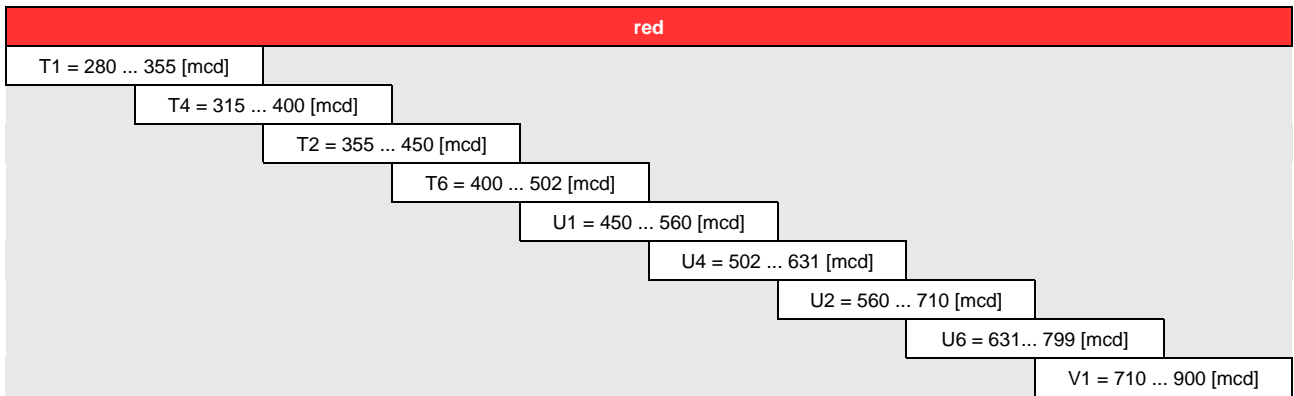 red
T1 = 280 ... 355 [mcd]
T4 = 315 ... 400 [mcd]
T2 = 355 ... 450 [mcd]
T6 = 400 ... 502 [mcd]
U1 = 450 ... 560 [mcd]
U4 = 502 ... 631 [mcd]
U2 = 560 ... 710 [mcd]
U6 = 631... 799 [mcd]
V1 = 710 ... 900 [mcd]